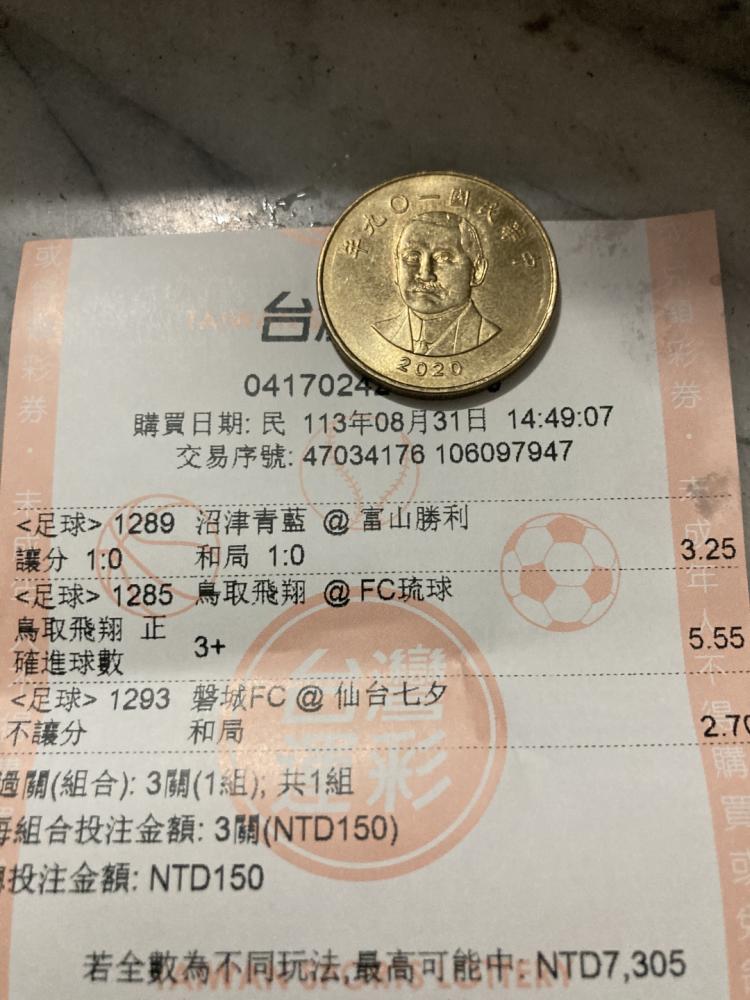 中華民國一〇九年
2020
台
0417024
購買日期: 民 113年08月31日 14:49:07
交易序號: 47034176 106097947
<足球> 1289 沼津青藍 @ 富山勝利
讓分 1:0 和局 1:0 3.25
<足球> 1285 鳥取飛翔 @ FC琉球
鳥取飛翔 正 3+ 5.55
確進球數
<足球> 1293 磐城FC @ 仙台七夕
不讓分 和局 2.70
過關(組合): 3關(1組); 共1組
每組合投注金額: 3關(NTD150)
投注金額: NTD150
台灣
運彩
若全數為不同玩法,最高可能中: NTD7,305